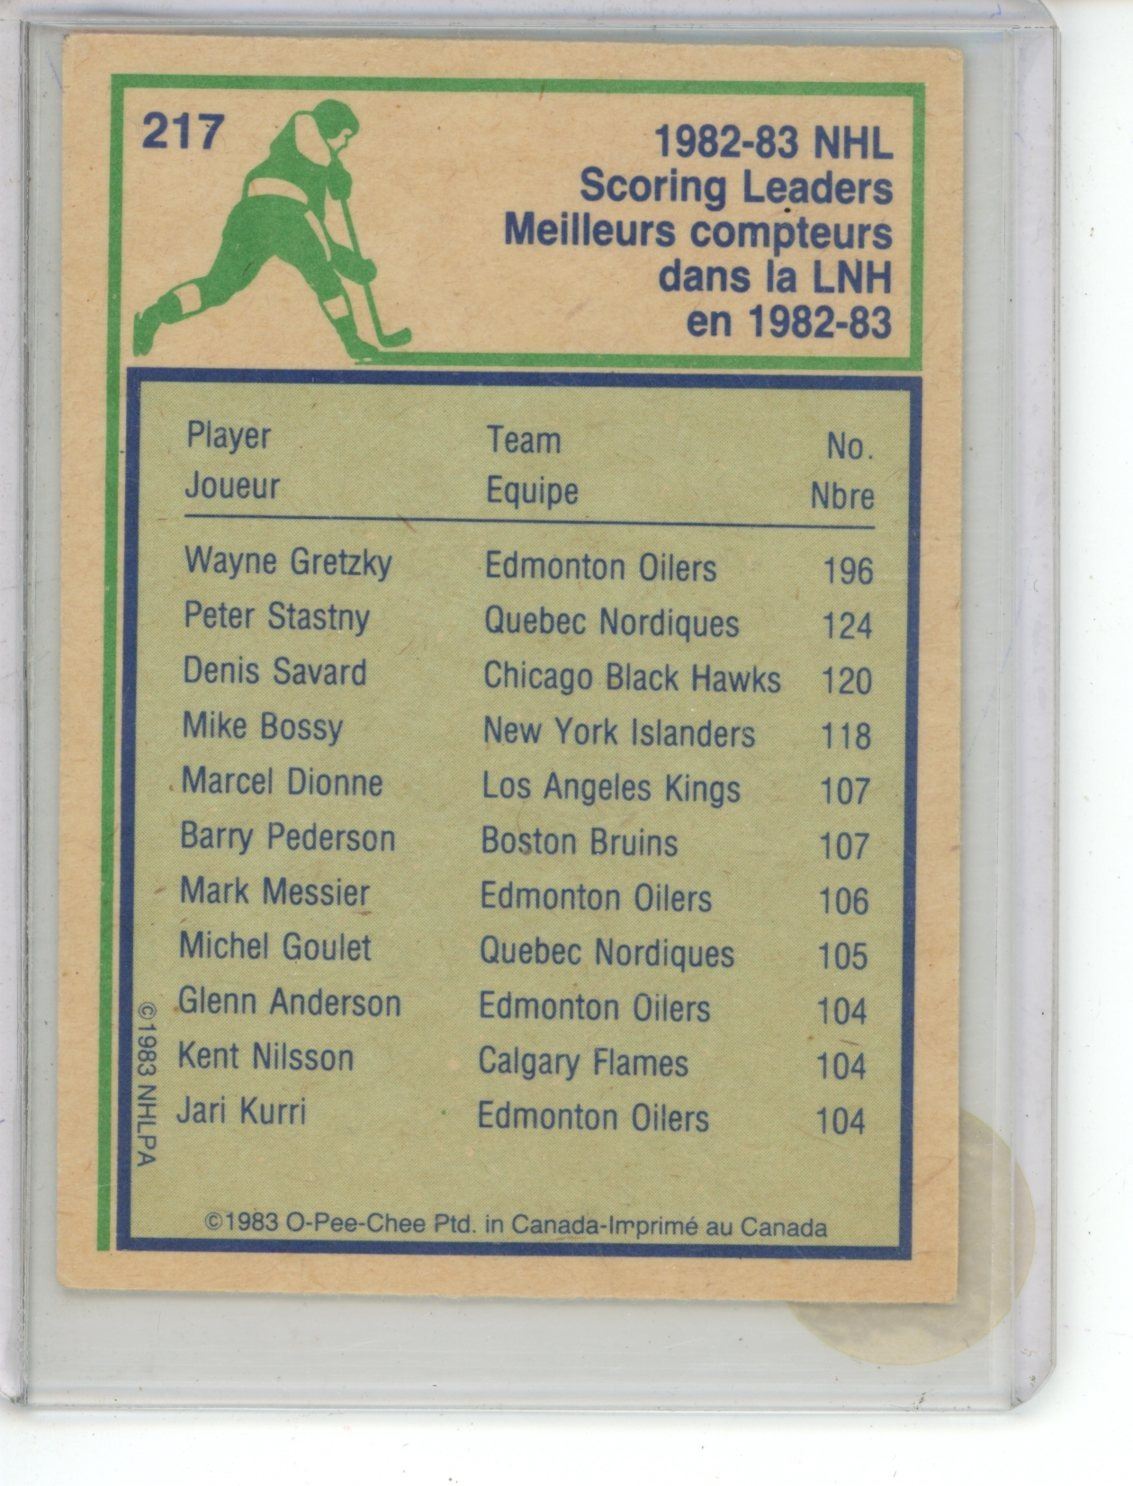 217
1982-83 NHL
Scoring Leaders
Meilleurs compteurs
dans la LNH
en 1982-83
Player Team No.
Joueur Equipe Nbre
Wayne Gretzky Edmonton Oilers 196
Peter Stastny Quebec Nordiques 124
Denis Savard Chicago Black Hawks 120
Mike Bossy New York Islanders 118
Marcel Dionne Los Angeles Kings 107
Barry Pederson Boston Bruins 107
Mark Messier Edmonton Oilers 106
Michel Goulet Quebec Nordiques 105
Glenn Anderson Edmonton Oilers 104
Kent Nilsson Calgary Flames 104
Jari Kurri Edmonton Oilers 104
©1983 NHLPA
©1983 O-Pee-Chee Ptd. in Canada-Imprimé au Canada